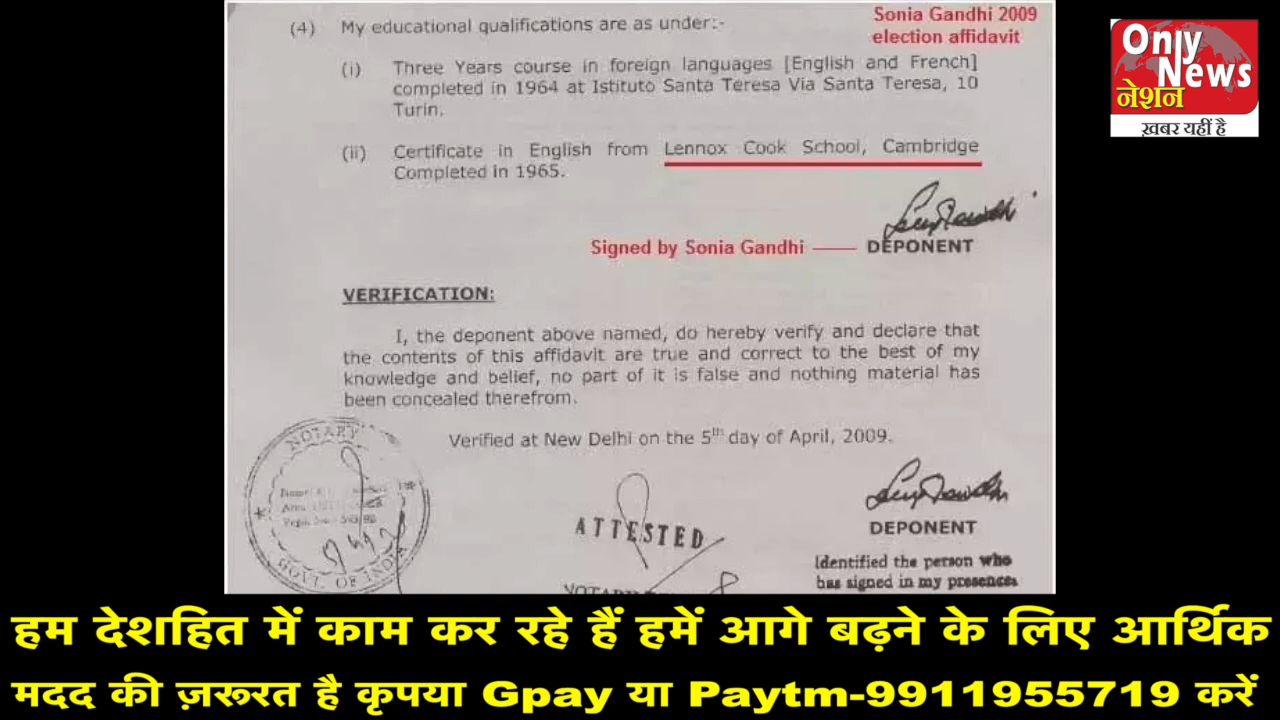 Sonia Gandhi 2009
election affidavit
Only
News
नेशन
ख़बर यहीं है
(4) My educational qualifications are as under:-
(i) Three Years course in foreign languages [English and French]
completed in 1964 at Istituto Santa Teresa Via Santa Teresa, 10
Turin.
(ii) Certificate in English from Lennox Cook School, Cambridge
Completed in 1965.
Signed by Sonia Gandhi
DEPONENT
VERIFICATION:
I, the deponent above named, do hereby verify and declare that
the contents of this affidavit are true and correct to the best of my
knowledge and belief, no part of it is false and nothing material has
been concealed therefrom.
Verified at New Delhi on the 5th day of April, 2009.
NOTARY
GOVT. OF INDIA
ATTESTED
DEPONENT
Identified the person who
has signed in my presence
हम देशहित में काम कर रहे हैं हमें आगे बढ़ने के लिए आर्थिक
मदद की ज़रूरत है कृपया Gpay या Paytm-9911955719 करें